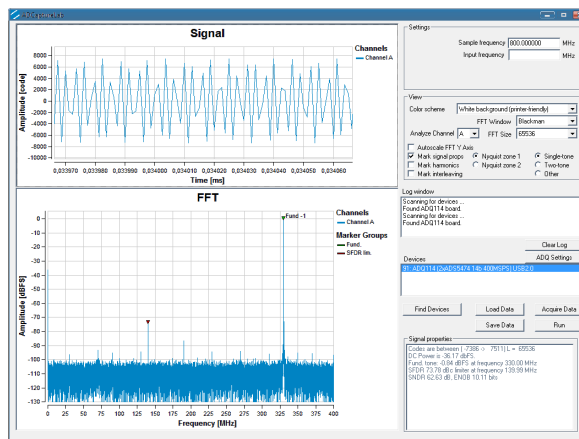 AD CaptureLab
Signal
Channels
Channel A
Amplitude [code]
8000
6000
4000
2000
0
-2000
-4000
-6000
-8000
-10000
0,033970 0,033980 0,033990 0,034000 0,034010 0,034020 0,034030 0,034040 0,034050 0,034060
Time [ms]
FFT
Channels
Channel A
Marker Groups
Fund.
SFDR lim.
Fund. -1
Amplitude [dBFS]
0
-10
-20
-30
-40
-50
-60
-70
-80
-90
-100
-110
-120
-130
0 25 50 75 100 125 150 175 200 225 250 275 300 325 350 375 400
Frequency [MHz]
Settings
Sample frequency 800.000000 MHz
Input frequency MHz
View
Color scheme White background (printer-friendly)
FFT Window Blackman
Analyze Channel A FFT Size 65536
Autoscale FFT Y Axis
Mark signal props Nyquist zone 1 Single-tone
Mark harmonics Nyquist zone 2 Two-tone
Mark interleaving Other
Log window
Scanning for devices ...
Found ADQ114 board.
Scanning for devices ...
Found ADQ114 board.
Clear Log
Devices ADQ Settings
91: ADQ114 (2xADS5474 14b 400MSPS) USB2.0
Find Devices Load Data Acquire Data
Save Data Run
Signal properties
Codes are between [ -7386 -> 7511] L = 65536
DC Power is -36.17 dbFS.
Fund. tone: -0.84 dBFS at frequency 330.00 MHz
SFDR 73.78 dBc limiter at frequency 139.99 MHz
SNDR 62.63 dB, ENOB 10.11 bits